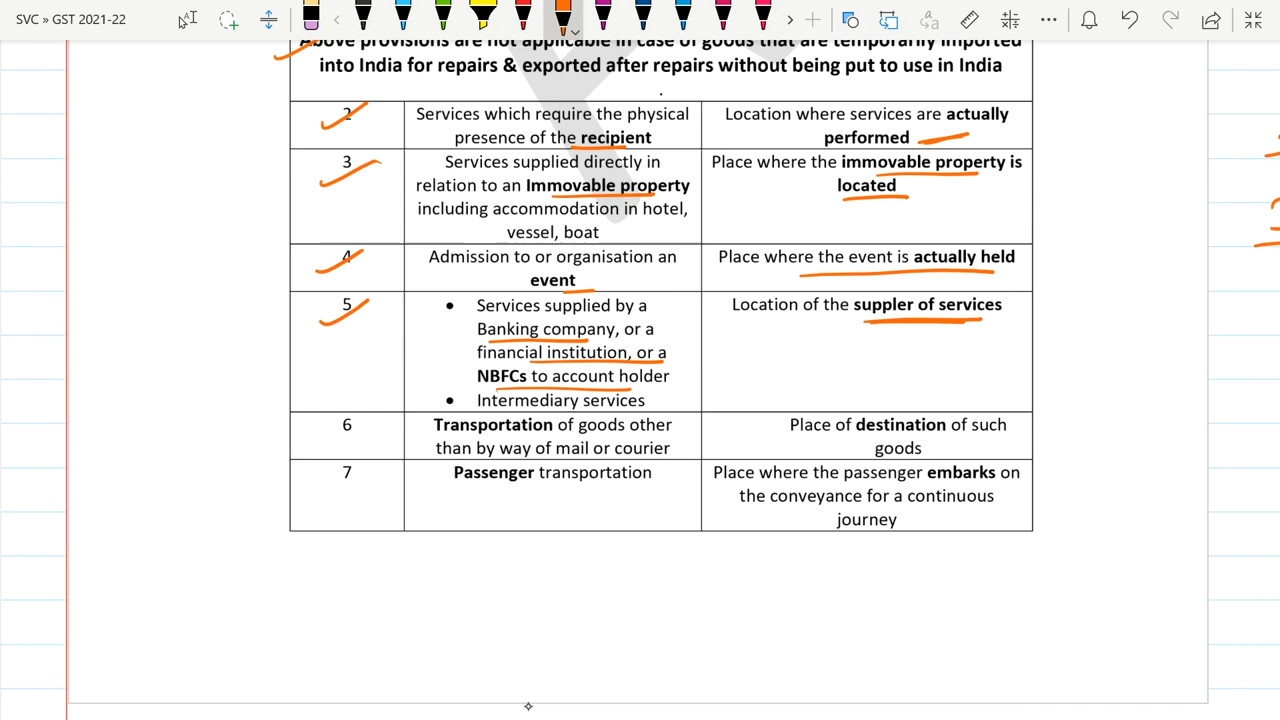 SVC » GST 2021-22
Above provisions are not applicable in case of goods that are temporarily imported
into India for repairs & exported after repairs without being put to use in India
.
2
Services which require the physical
presence of the recipient
Location where services are actually
performed
3
Services supplied directly in
relation to an Immovable property
including accommodation in hotel,
vessel, boat
Place where the immovable property is
located
4
Admission to or organisation an
event
Place where the event is actually held
5
• Services supplied by a
Banking company, or a
financial institution, or a
NBFCs to account holder
• Intermediary services
Location of the suppler of services
6
Transportation of goods other
than by way of mail or courier
Place of destination of such
goods
7
Passenger transportation
Place where the passenger embarks on
the conveyance for a continuous
journey